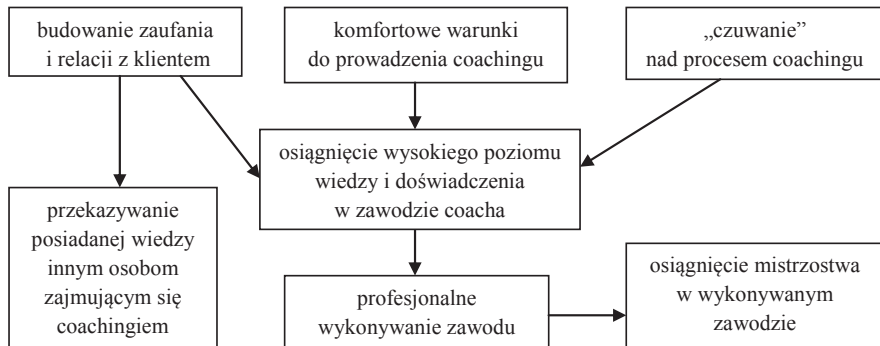 budowanie zaufania
i relacji z klientem
komfortowe warunki
do prowadzenia coachingu
„czuwanie”
nad procesem coachingu
osiągnięcie wysokiego poziomu
wiedzy i doświadczenia
w zawodzie coacha
przekazywanie
posiadanej wiedzy
innym osobom
zajmującym się
coachingiem
profesjonalne
wykonywanie zawodu
osiągnięcie mistrzostwa
w wykonywanym
zawodzie